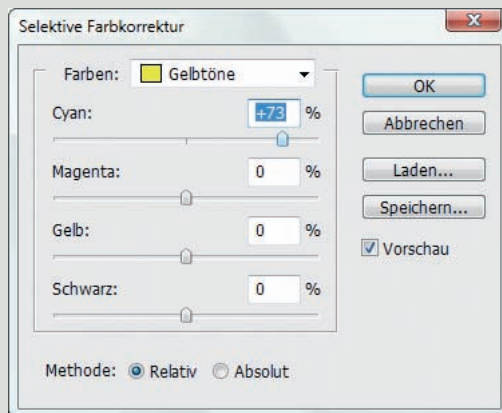 Selektive Farbkorrektur
Farben: Gelbtöne
OK
Cyan: +73 %
Abbrechen
Magenta: 0 %
Laden...
Speichern...
Gelb: 0 %
Vorschau
Schwarz: 0 %
Methode: Relativ Absolut